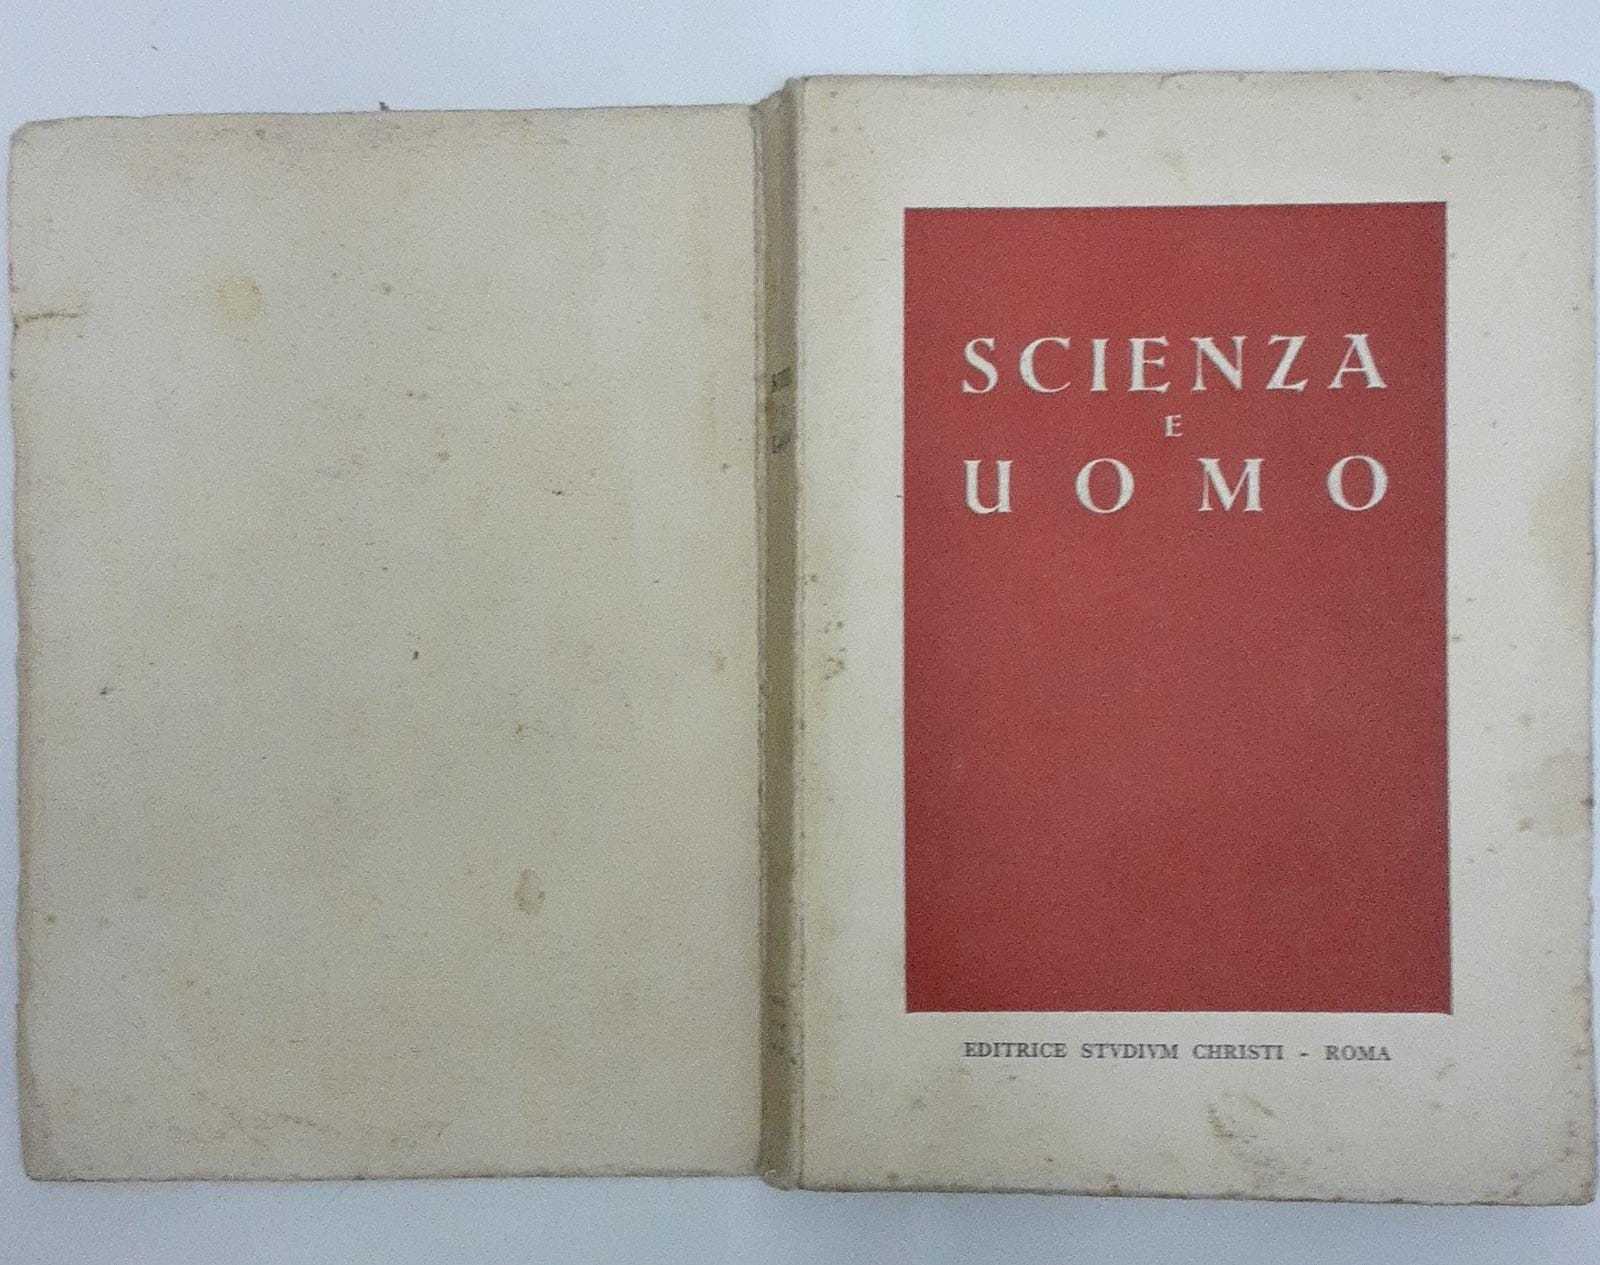 SCIENZA
E
UOMO
EDITRICE STVDIVM CHRISTI - ROMA